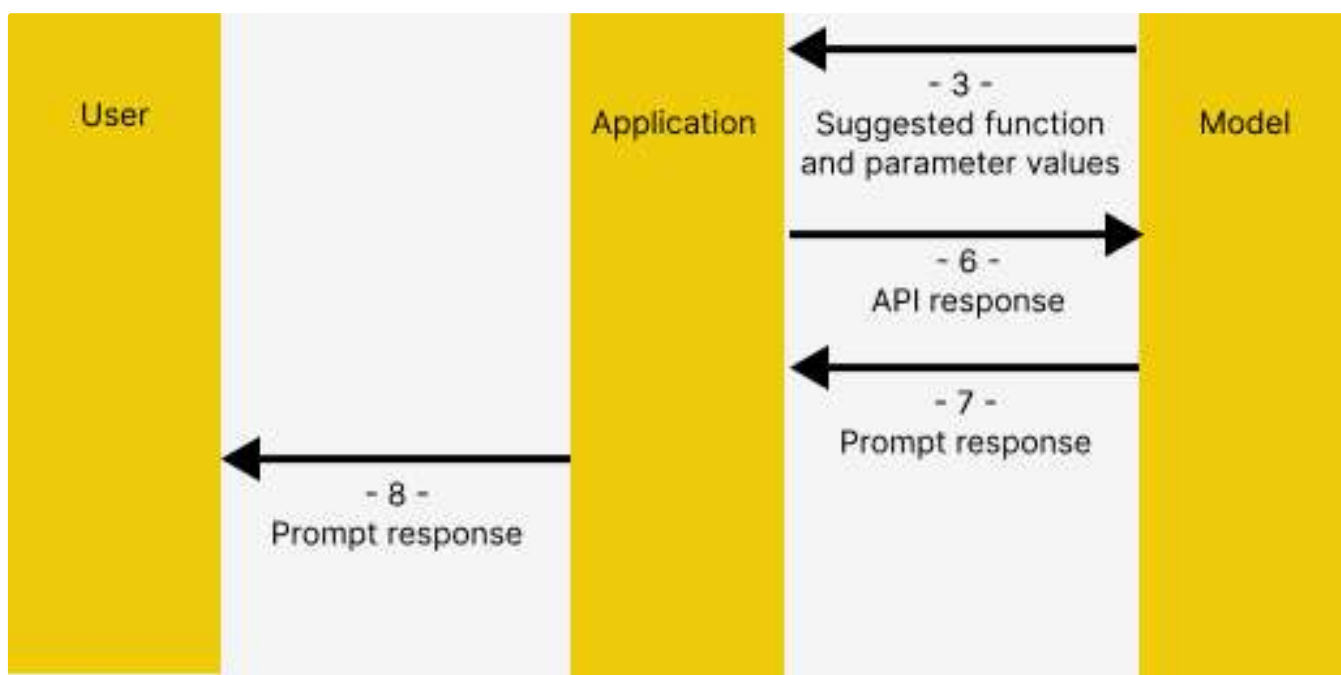 User
Application
Model
- 3 -
Suggested function
and parameter values
- 6 -
API response
- 7 -
Prompt response
- 8 -
Prompt response